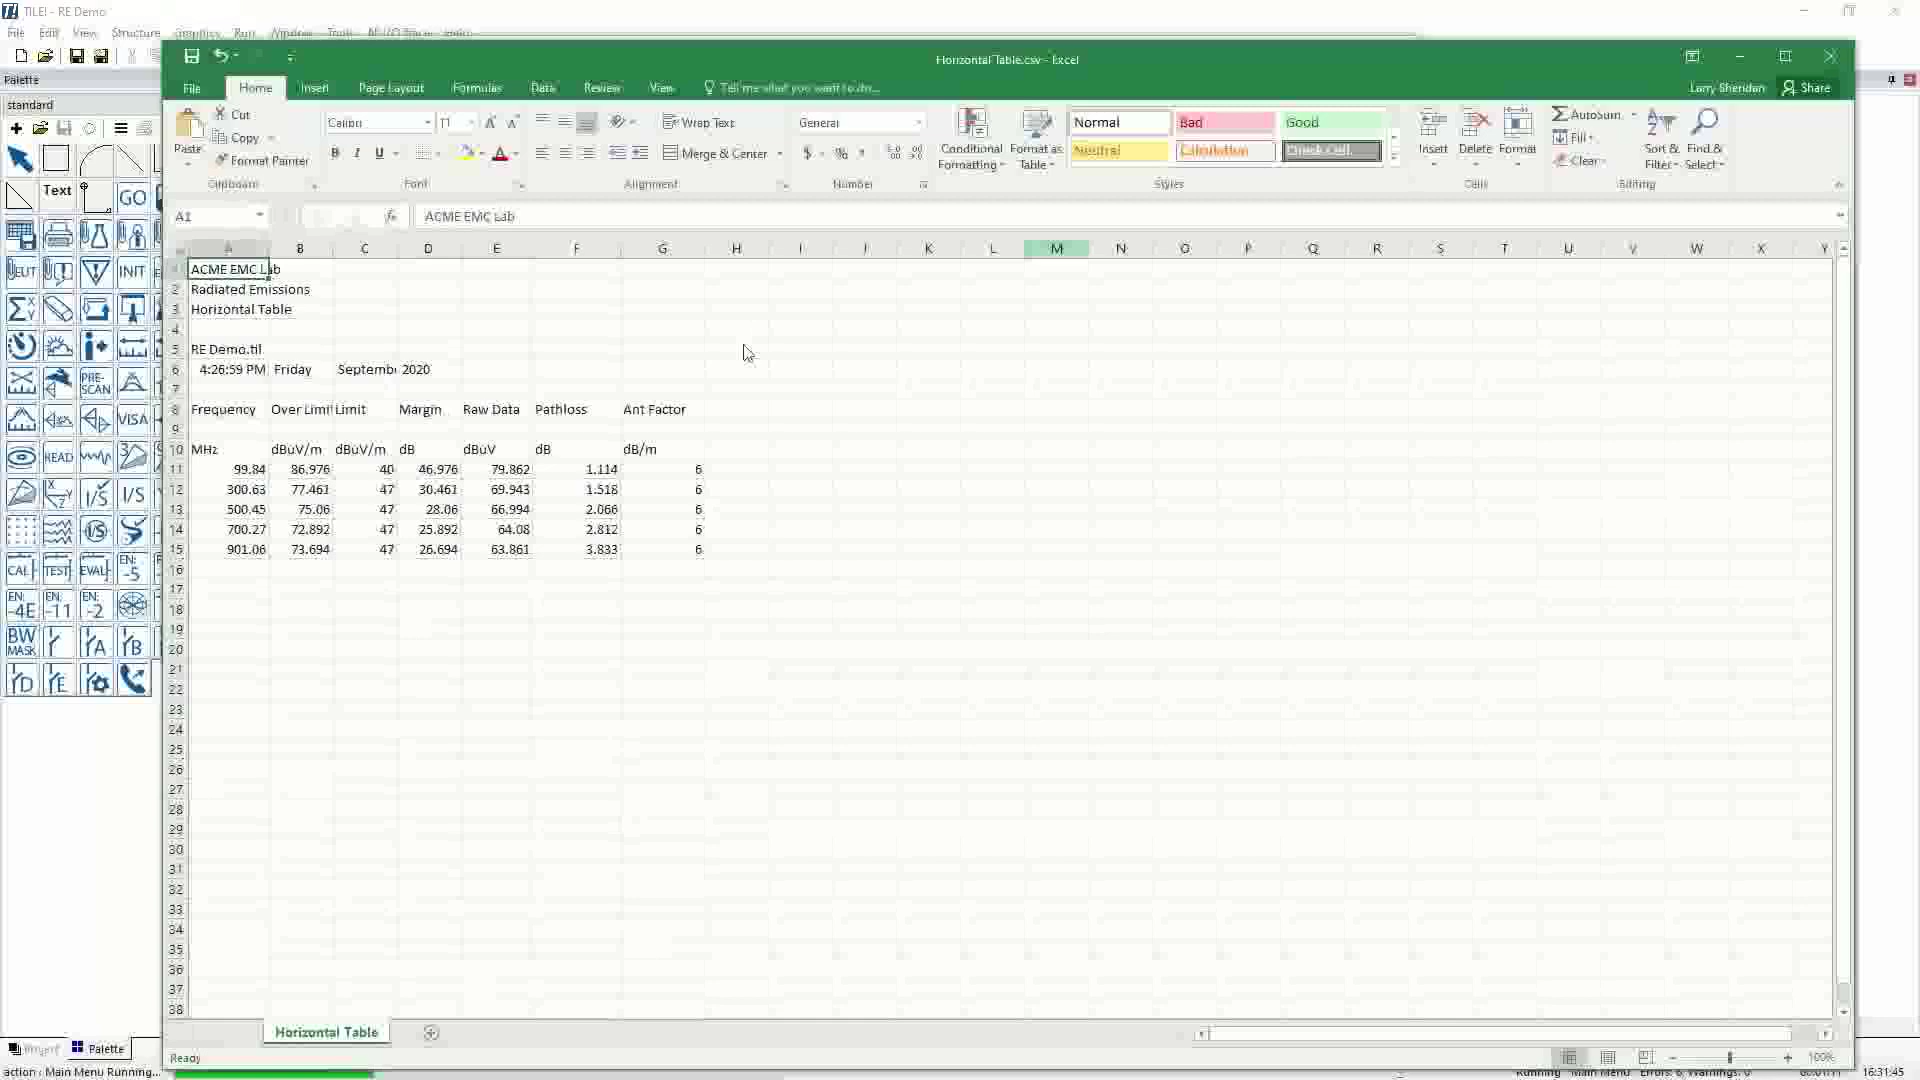 TILE! - RE Demo
File Edit View Structure Graphics Run Window Tools
Horizontal Table.csv - Excel
File Home Insert Page Layout Formulas Data Review View Tell me what you want to do... Larry Sheridan Share
Palette
standard
Cut
Copy
Format Painter
Paste
Clipboard
Calibri 11
B I U
Font
Wrap Text
Merge & Center
Alignment
General
$ % ,
Number
Conditional Formatting
Format as Table
Normal Bad Good
Neutral Calculation Check Cell
Styles
Insert Delete Format
Cells
AutoSum
Fill
Clear
Sort & Filter
Find & Select
Editing
A1 fx ACME EMC Lab
A B C D E F G H I J K L M N O P Q R S T U V W X Y
1 ACME EMC Lab
2 Radiated Emissions
3 Horizontal Table
4
5 RE Demo.til
6 4:26:59 PM Friday Septembe 2020
7
8 Frequency Over Limit Limit Margin Raw Data Pathloss Ant Factor
9
10 MHz dBuV/m dBuV/m dB dBuV dB dB/m
11 99.84 86.976 40 46.976 79.862 1.114 6
12 300.63 77.461 47 30.461 69.943 1.518 6
13 500.45 75.06 47 28.06 66.994 2.066 6
14 700.27 72.892 47 25.892 64.08 2.812 6
15 901.06 73.694 47 26.694 63.861 3.833 6
16
17
18
19
20
21
22
23
24
25
26
27
28
29
30
31
32
33
34
35
36
37
38
Text GO
EUT INIT
PRE-SCAN
VISA
READ
I/S I/S
I/S
CAL TEST EVAL EN: -5
EN: -4E EN: -11 EN: -2
BW MASK A B
D E
Horizontal Table
Ready 100%
Project Palette
action : Main Menu Running... Running Main Menu Errors: 6, Warnings: 0 00:01:11 16:31:45